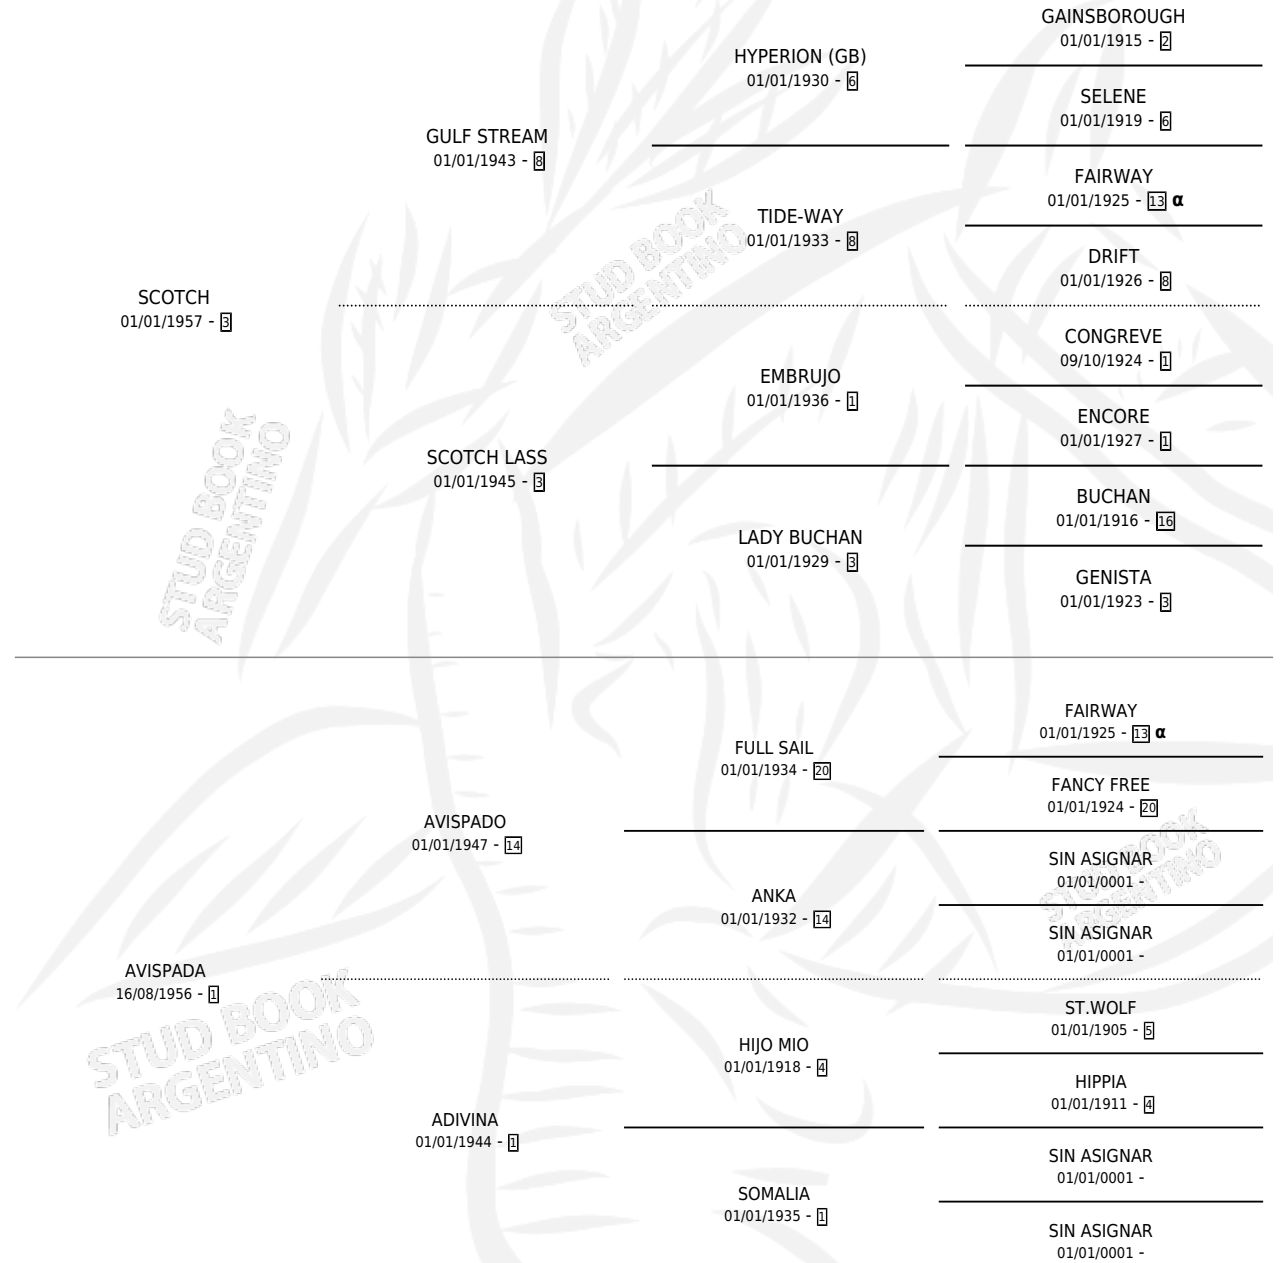 GAINSBOROUGH
01/01/1915 - 2
HYPERION (GB)
01/01/1930 - 6
SELENE
01/01/1919 - 6
GULF STREAM
01/01/1943 - 8
FAIRWAY
01/01/1925 - 13 α
TIDE-WAY
01/01/1933 - 8
DRIFT
01/01/1926 - 8
SCOTCH
01/01/1957 - 3
CONGREVE
09/10/1924 - 1
EMBRUJO
01/01/1936 - 1
ENCORE
01/01/1927 - 1
SCOTCH LASS
01/01/1945 - 3
BUCHAN
01/01/1916 - 16
LADY BUCHAN
01/01/1929 - 3
GENISTA
01/01/1923 - 3
FAIRWAY
01/01/1925 - 13 α
FULL SAIL
01/01/1934 - 20
FANCY FREE
01/01/1924 - 20
AVISPADO
01/01/1947 - 14
SIN ASIGNAR
01/01/0001 -
ANKA
01/01/1932 - 14
SIN ASIGNAR
01/01/0001 -
AVISPADA
16/08/1956 - 1
ST.WOLF
01/01/1905 - 5
HIJO MIO
01/01/1918 - 4
HIPPIA
01/01/1911 - 4
ADIVINA
01/01/1944 - 1
SIN ASIGNAR
01/01/0001 -
SOMALIA
01/01/1935 - 1
SIN ASIGNAR
01/01/0001 -
STUD BOOK
ARGENTINO
STUD BOOK
ARGENTINO
STUD BOOK
ARGENTINO
STUD BOOK
ARGENTINO